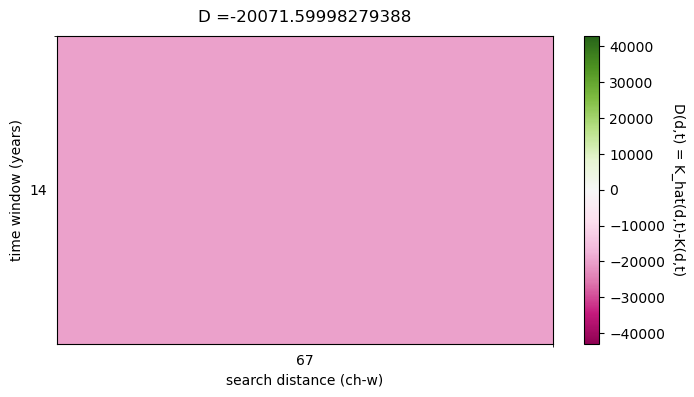 D =-20071.59998279388
time window (years)
14
67
search distance (ch-w)
40000
30000
20000
10000
0
−10000
−20000
−30000
−40000
D(d,t) = K_hat(d,t)-K(d,t)